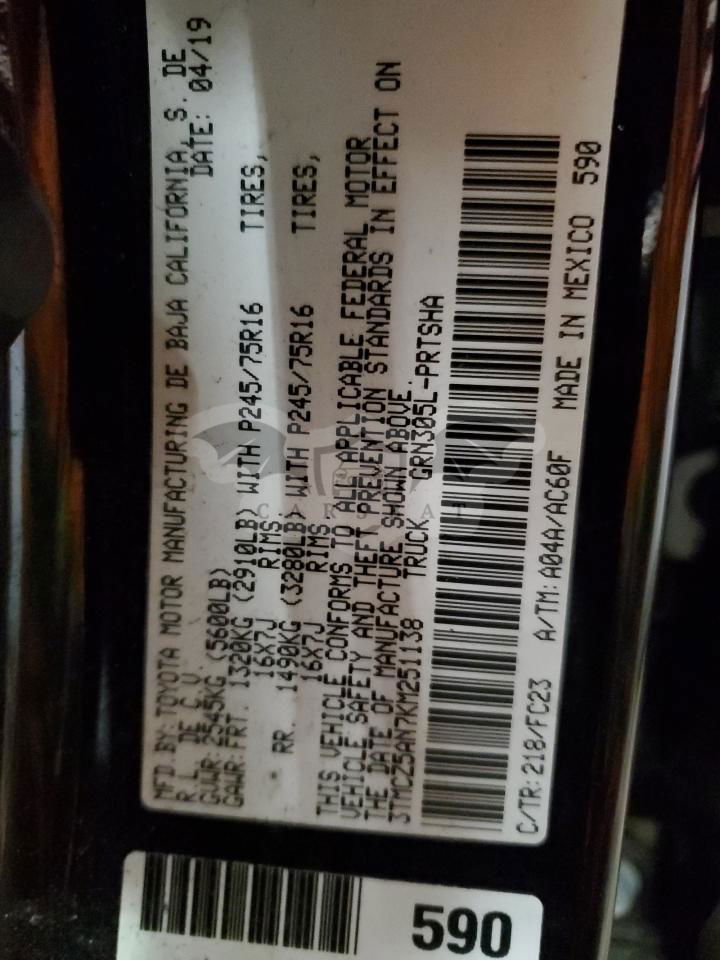 MFD.BY:TOYOTA MOTOR MANUFACTURING DE BAJA CALIFORNIA, S. DE
R. L. DE C.V. DATE: 04/19
GVWR: 2545KG (5600LB)
GAWR:FRT. 1320KG (2910LB) WITH P245/75R16 TIRES,
16X7J RIMS
RR. 1490KG (3280LB) WITH P245/75R16 TIRES,
16X7J RIMS
THIS VEHICLE CONFORMS TO ALL APPLICABLE FEDERAL MOTOR
VEHICLE SAFETY AND THEFT PREVENTION STANDARDS IN EFFECT ON
THE DATE OF MANUFACTURE SHOWN ABOVE.
3TMCZ5AN7KM251138 TRUCK GRN305L-PRTSHA
C/TR:218/FC23 A/TM:A04A/AC60F MADE IN MEXICO 590
590